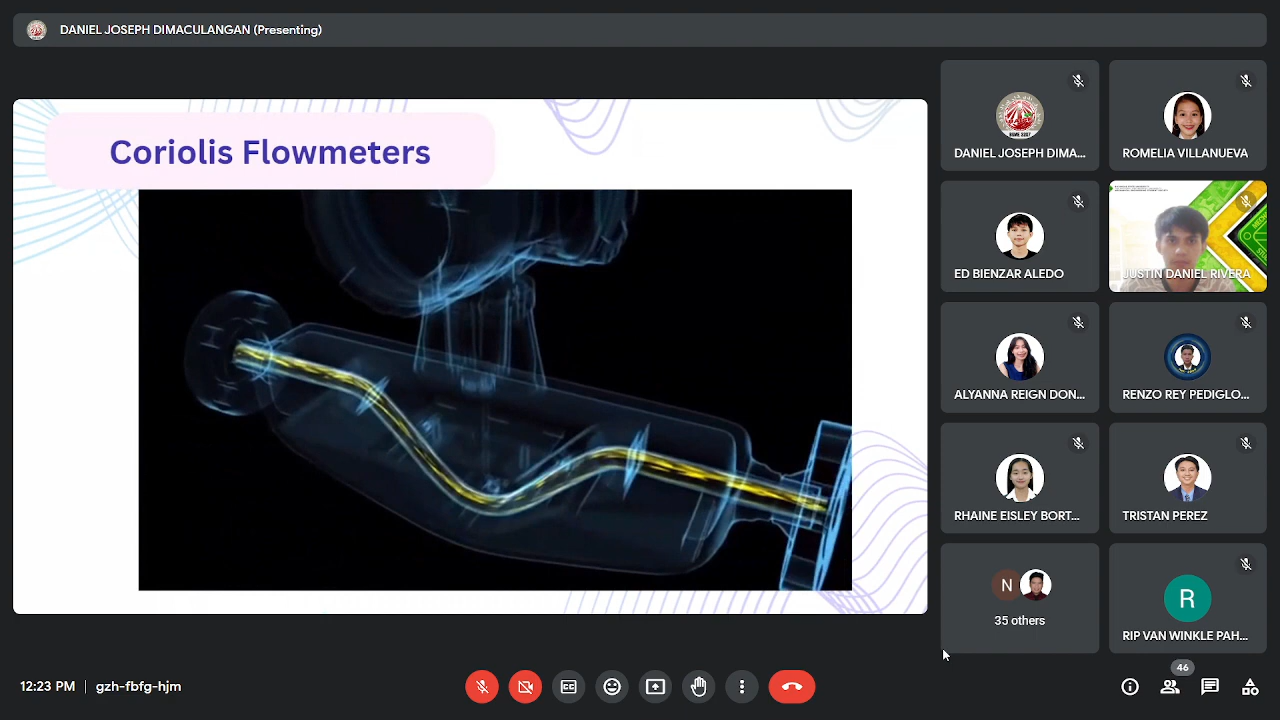 DANIEL JOSEPH DIMACULANGAN (Presenting)
Coriolis Flowmeters
DANIEL JOSEPH DIMA...
ROMELIA VILLANUEVA
ED BIENZAR ALEDO
JUSTIN DANIEL RIVERA
ALYANNA REIGN DON...
RENZO REY PEDIGLO...
RHAINE EISLEY BORT...
TRISTAN PEREZ
N
35 others
R
RIP VAN WINKLE PAH...
12:23 PM | gzh-fbfg-hjm
46